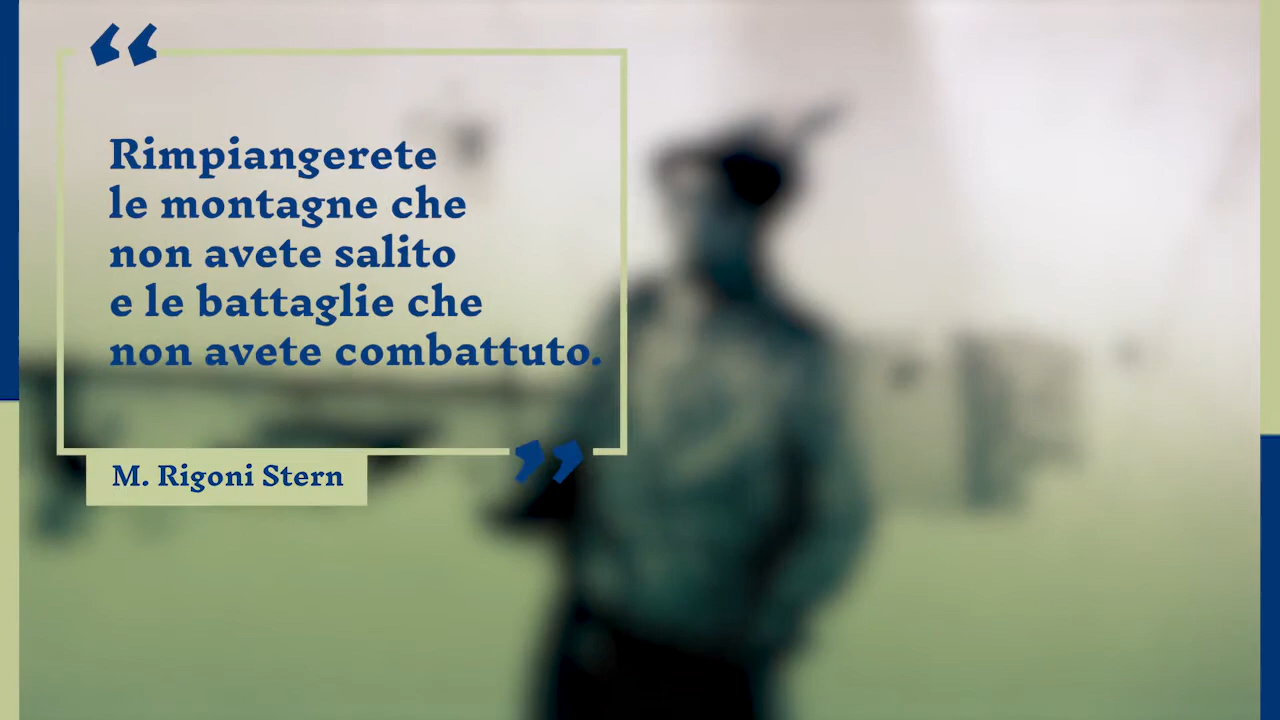 “
Rimpiangerete
le montagne che
non avete salito
e le battaglie che
non avete combattuto.
”
M. Rigoni Stern